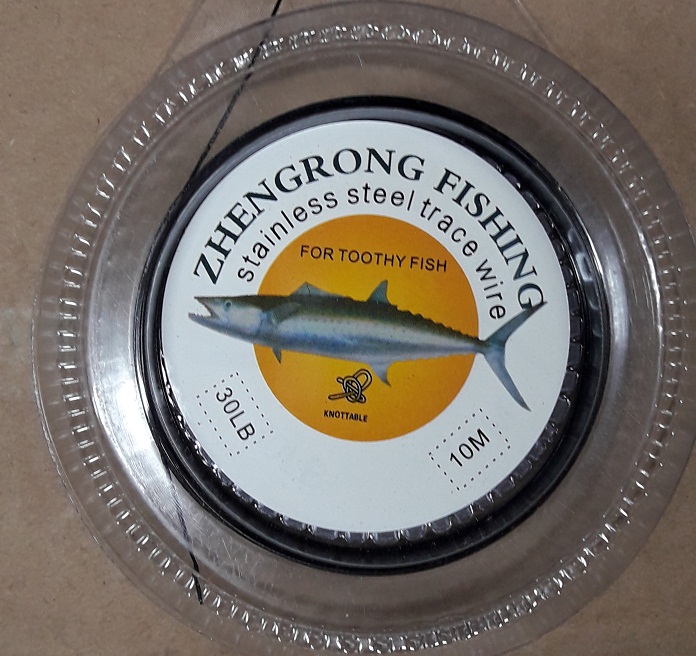 ZHENGRONG FISHING
stainless steel trace wire
FOR TOOTHY FISH
KNOTTABLE
30LB
10M